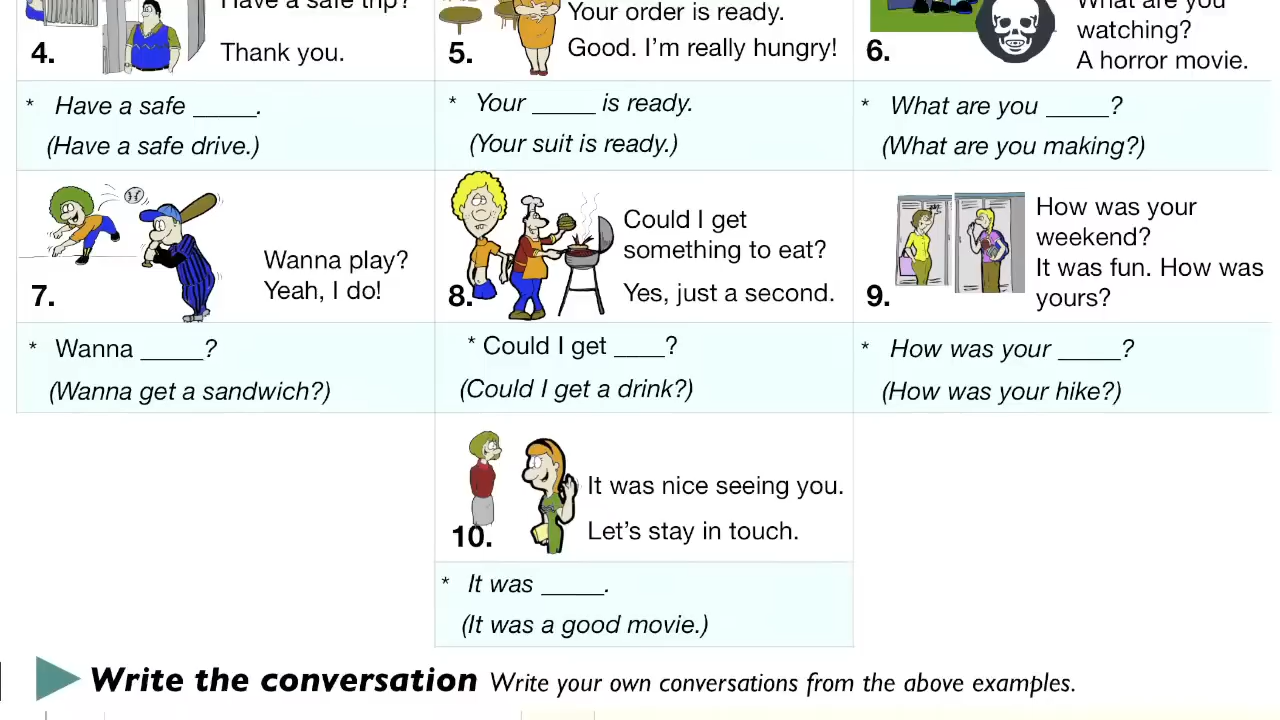 Have a safe trip?
Thank you.
4.
Your order is ready.
Good. I'm really hungry!
5.
What are you
watching?
A horror movie.
6.
* Have a safe _____.
(Have a safe drive.)
* Your _____ is ready.
(Your suit is ready.)
* What are you _____?
(What are you making?)
Wanna play?
Yeah, I do!
7.
Could I get
something to eat?
Yes, just a second.
8.
How was your
weekend?
It was fun. How was
yours?
9.
* Wanna _____?
(Wanna get a sandwich?)
* Could I get ____?
(Could I get a drink?)
* How was your _____?
(How was your hike?)
It was nice seeing you.
Let's stay in touch.
10.
* It was _____.
(It was a good movie.)
Write the conversation Write your own conversations from the above examples.